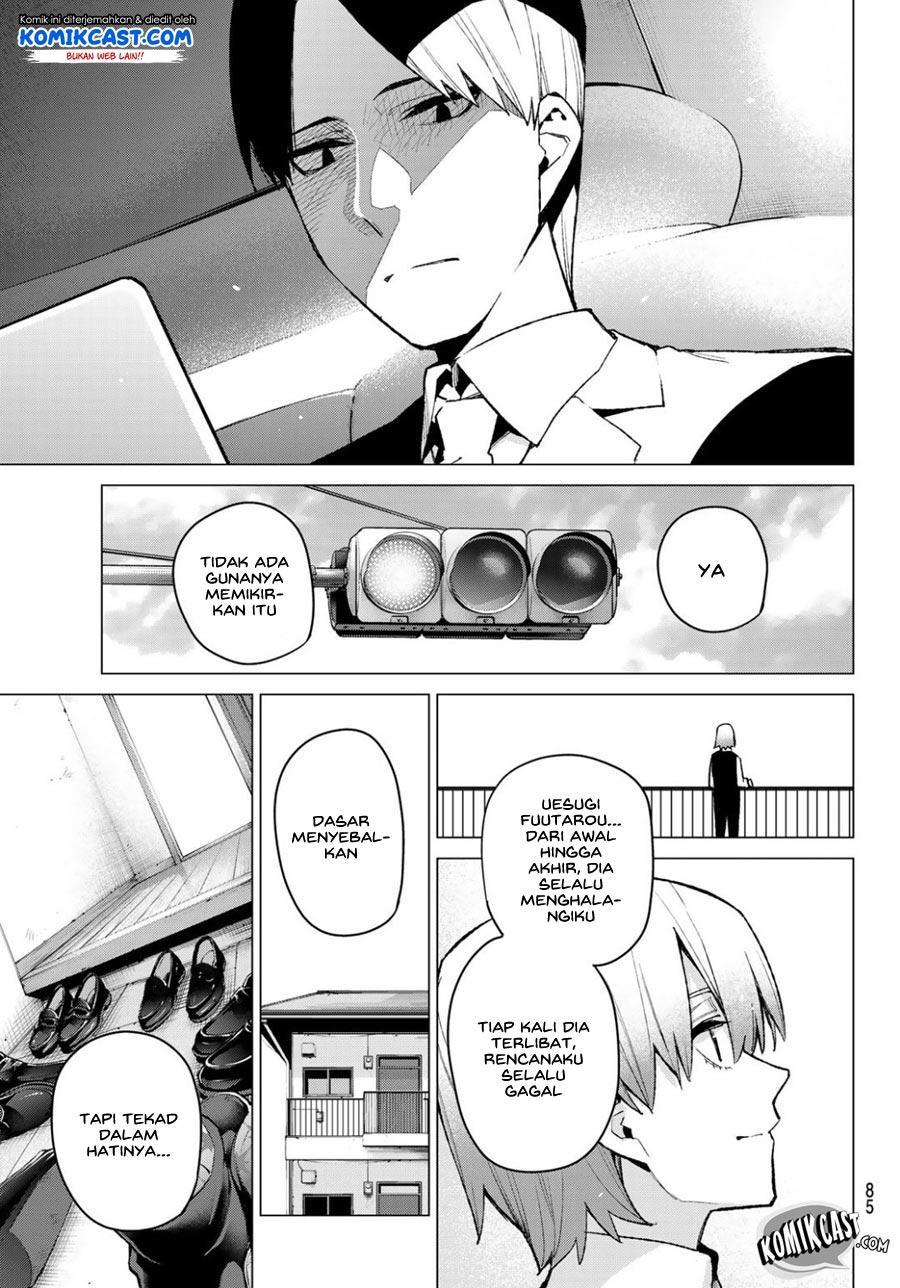 Komik ini diterjemahkan & diedit oleh
KOMIKCAST.COM
BUKAN WEB LAIN!!
YA
TIDAK ADA
GUNANYA
MEMIKIR-
KAN ITU
UESUGI
FUUTAROU...
DARI AWAL
HINGGA
AKHIR, DIA
SELALU
MENGHALA-
NGIKU
TIAP KALI DIA
TERLIBAT,
RENCANAKU
SELALU
GAGAL
DASAR
MENYEBAL-
KAN
TAPI TEKAD
DALAM
HATINYA...
85
KOMIKCAST.COM